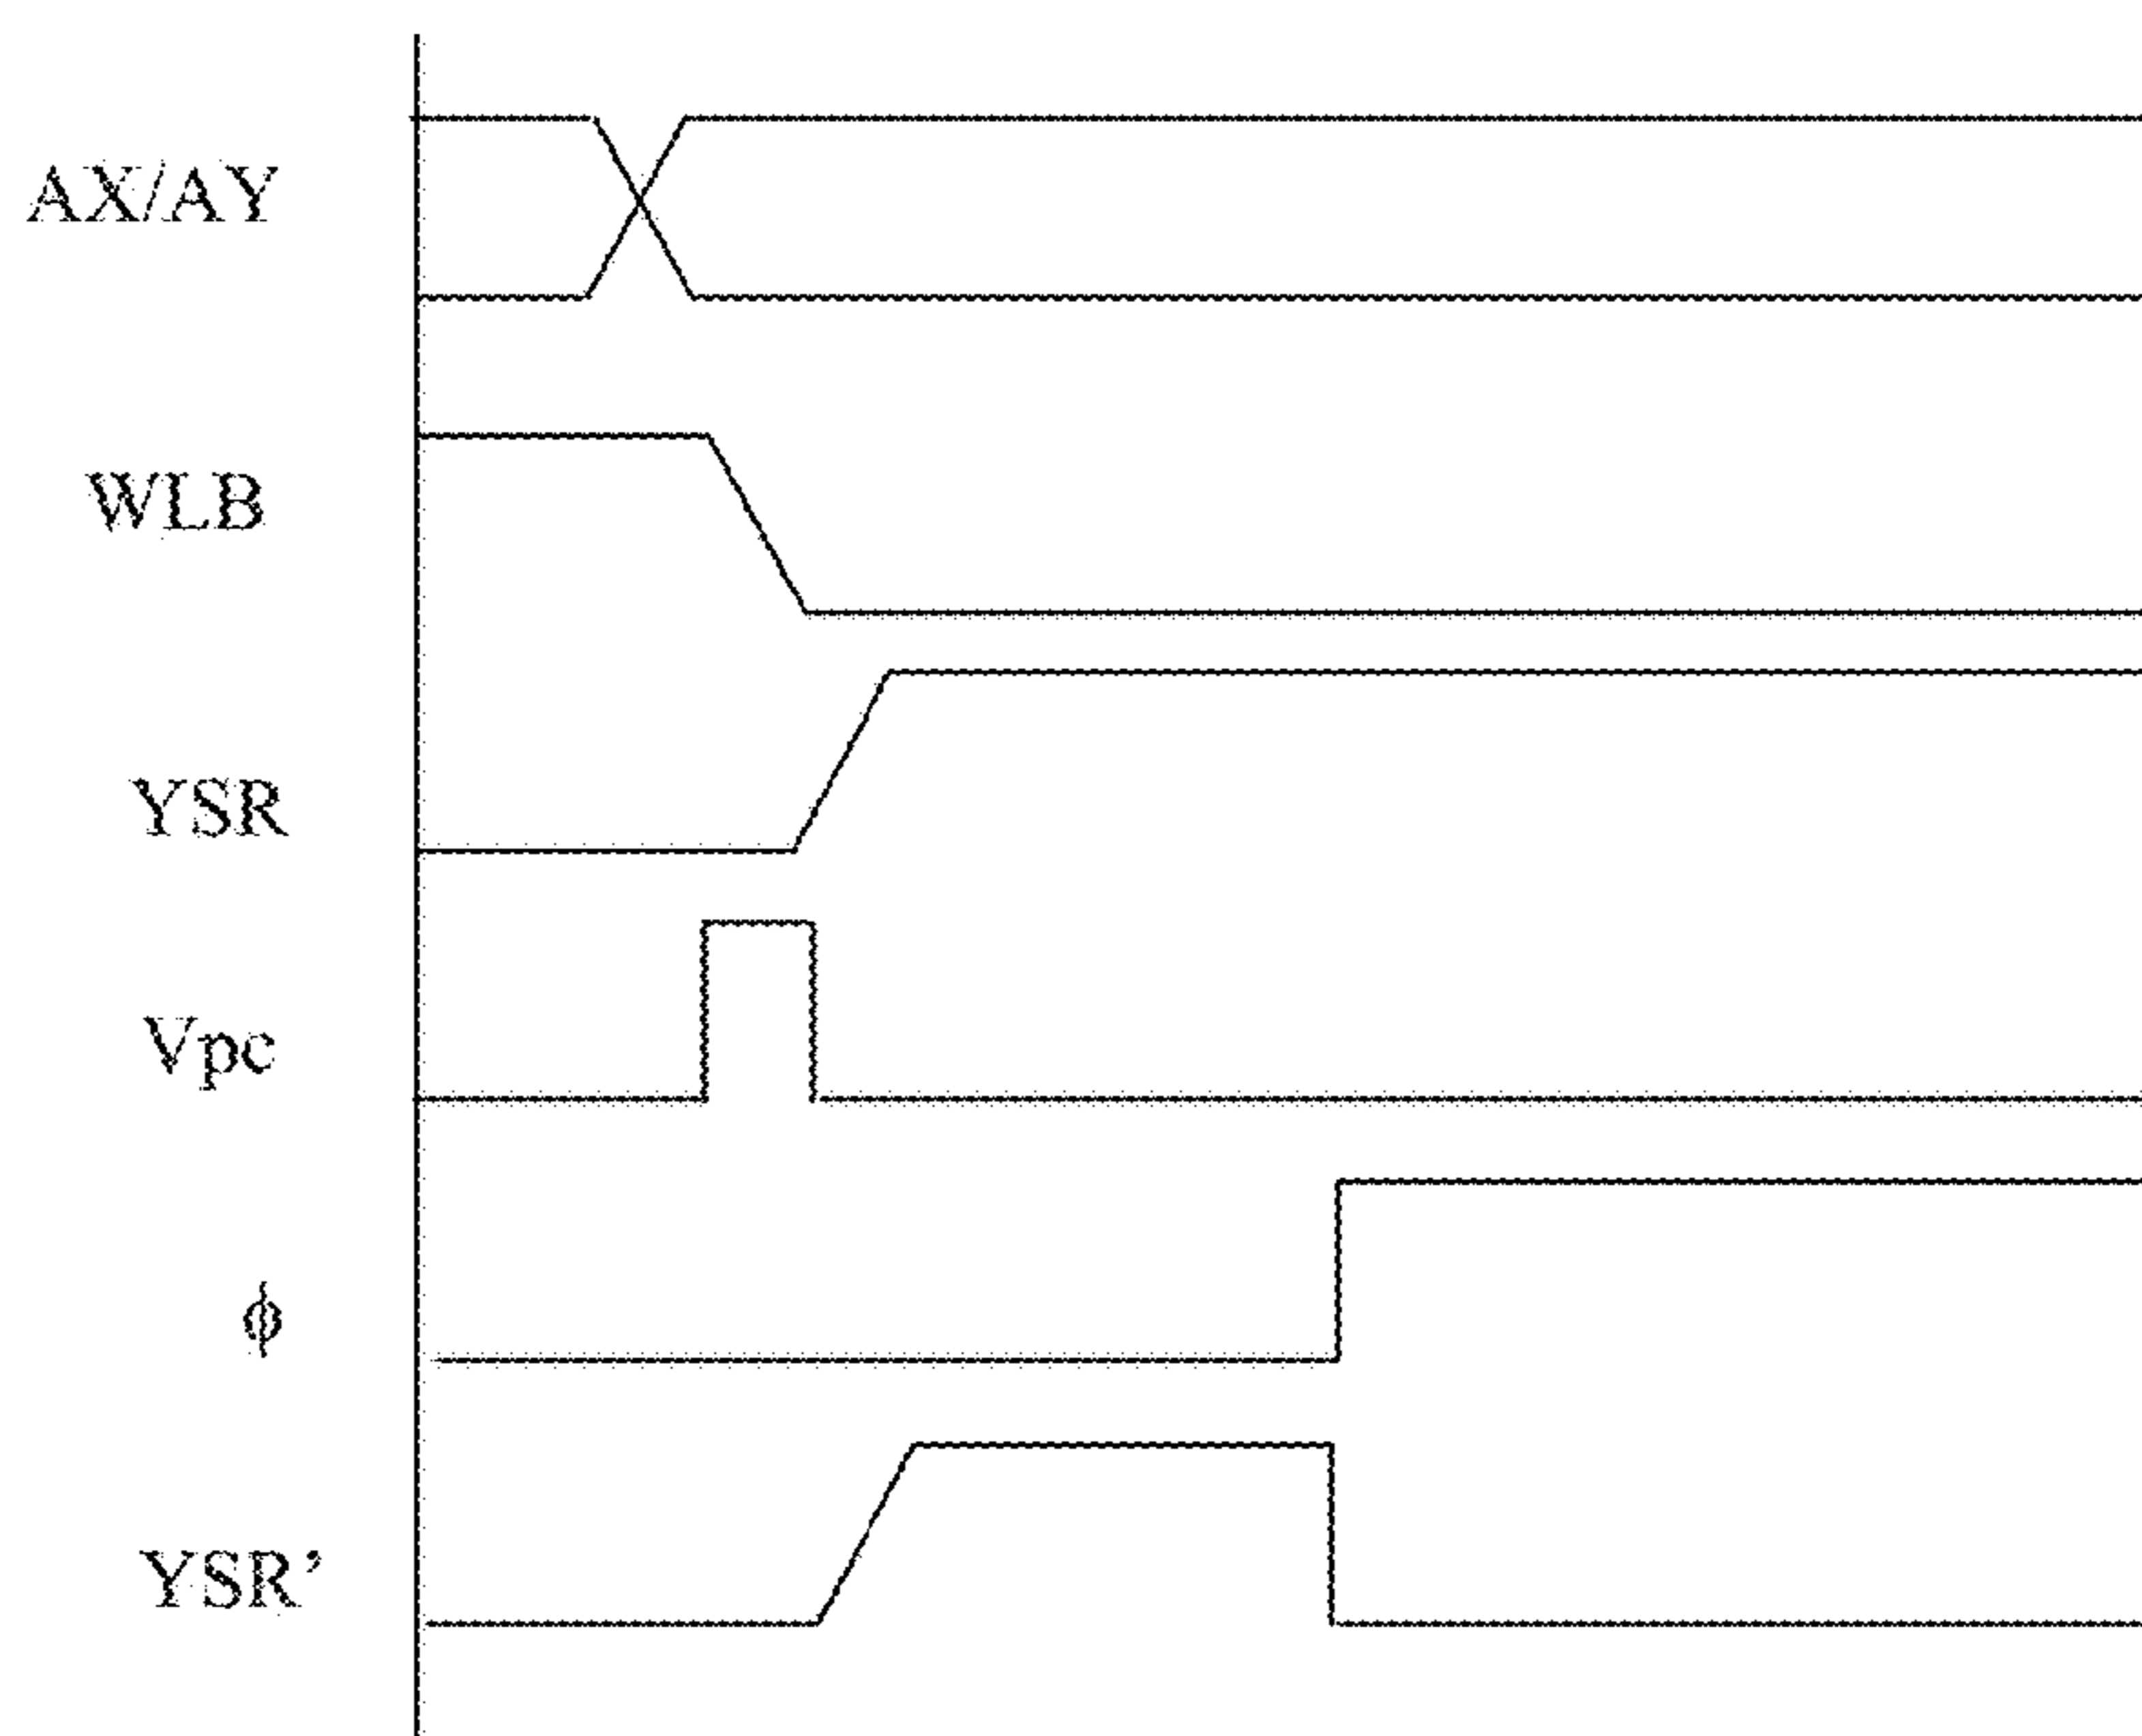 AX/AY
WLB
YSR
Vpc
ϕ
YSR’